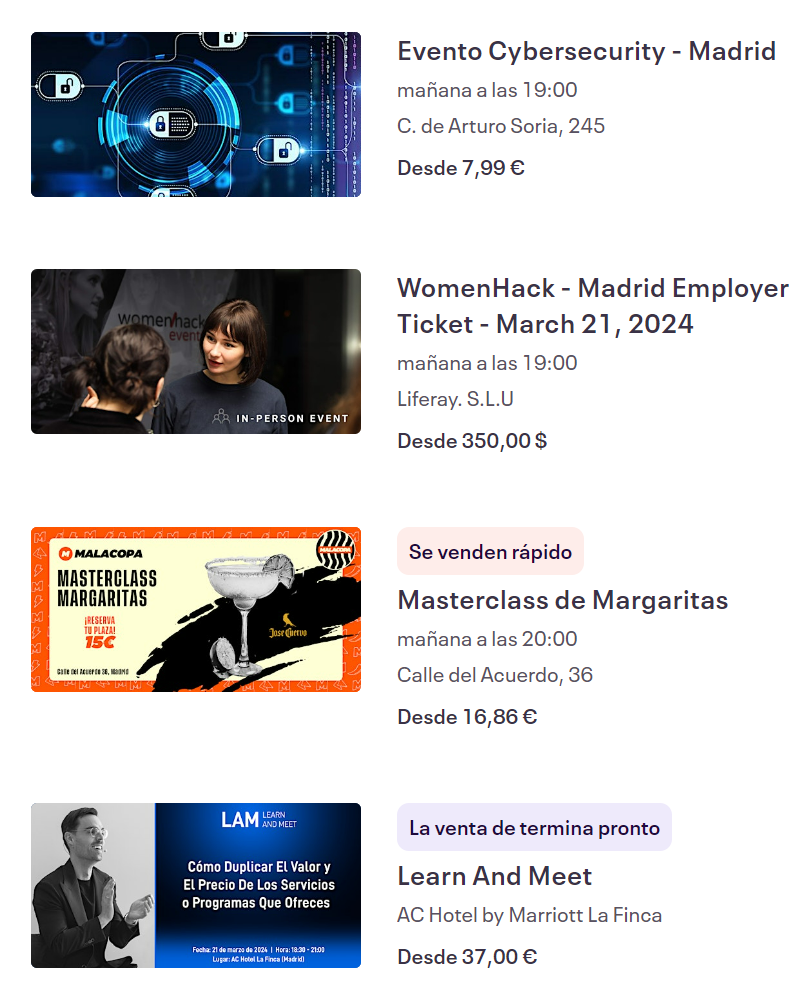 Evento Cybersecurity - Madrid
mañana a las 19:00
C. de Arturo Soria, 245
Desde 7,99 €
women/hack
event
IN-PERSON EVENT
WomenHack - Madrid Employer
Ticket - March 21, 2024
mañana a las 19:00
Liferay. S.L.U
Desde 350,00 $
MALACOPA
MALACOPA
MASTERCLASS
MARGARITAS
¡RESERVA
TU PLAZA!
15€
Jose Cuervo
Calle del Acuerdo 36, Madrid
Se venden rápido
Masterclass de Margaritas
mañana a las 20:00
Calle del Acuerdo, 36
Desde 16,86 €
LAM LEARN
AND MEET
Cómo Duplicar El Valor y
El Precio De Los Servicios
o Programas Que Ofreces
Fecha: 21 de marzo de 2024 | Hora: 18:30 - 21:00
Lugar: AC Hotel La Finca (Madrid)
La venta de termina pronto
Learn And Meet
AC Hotel by Marriott La Finca
Desde 37,00 €